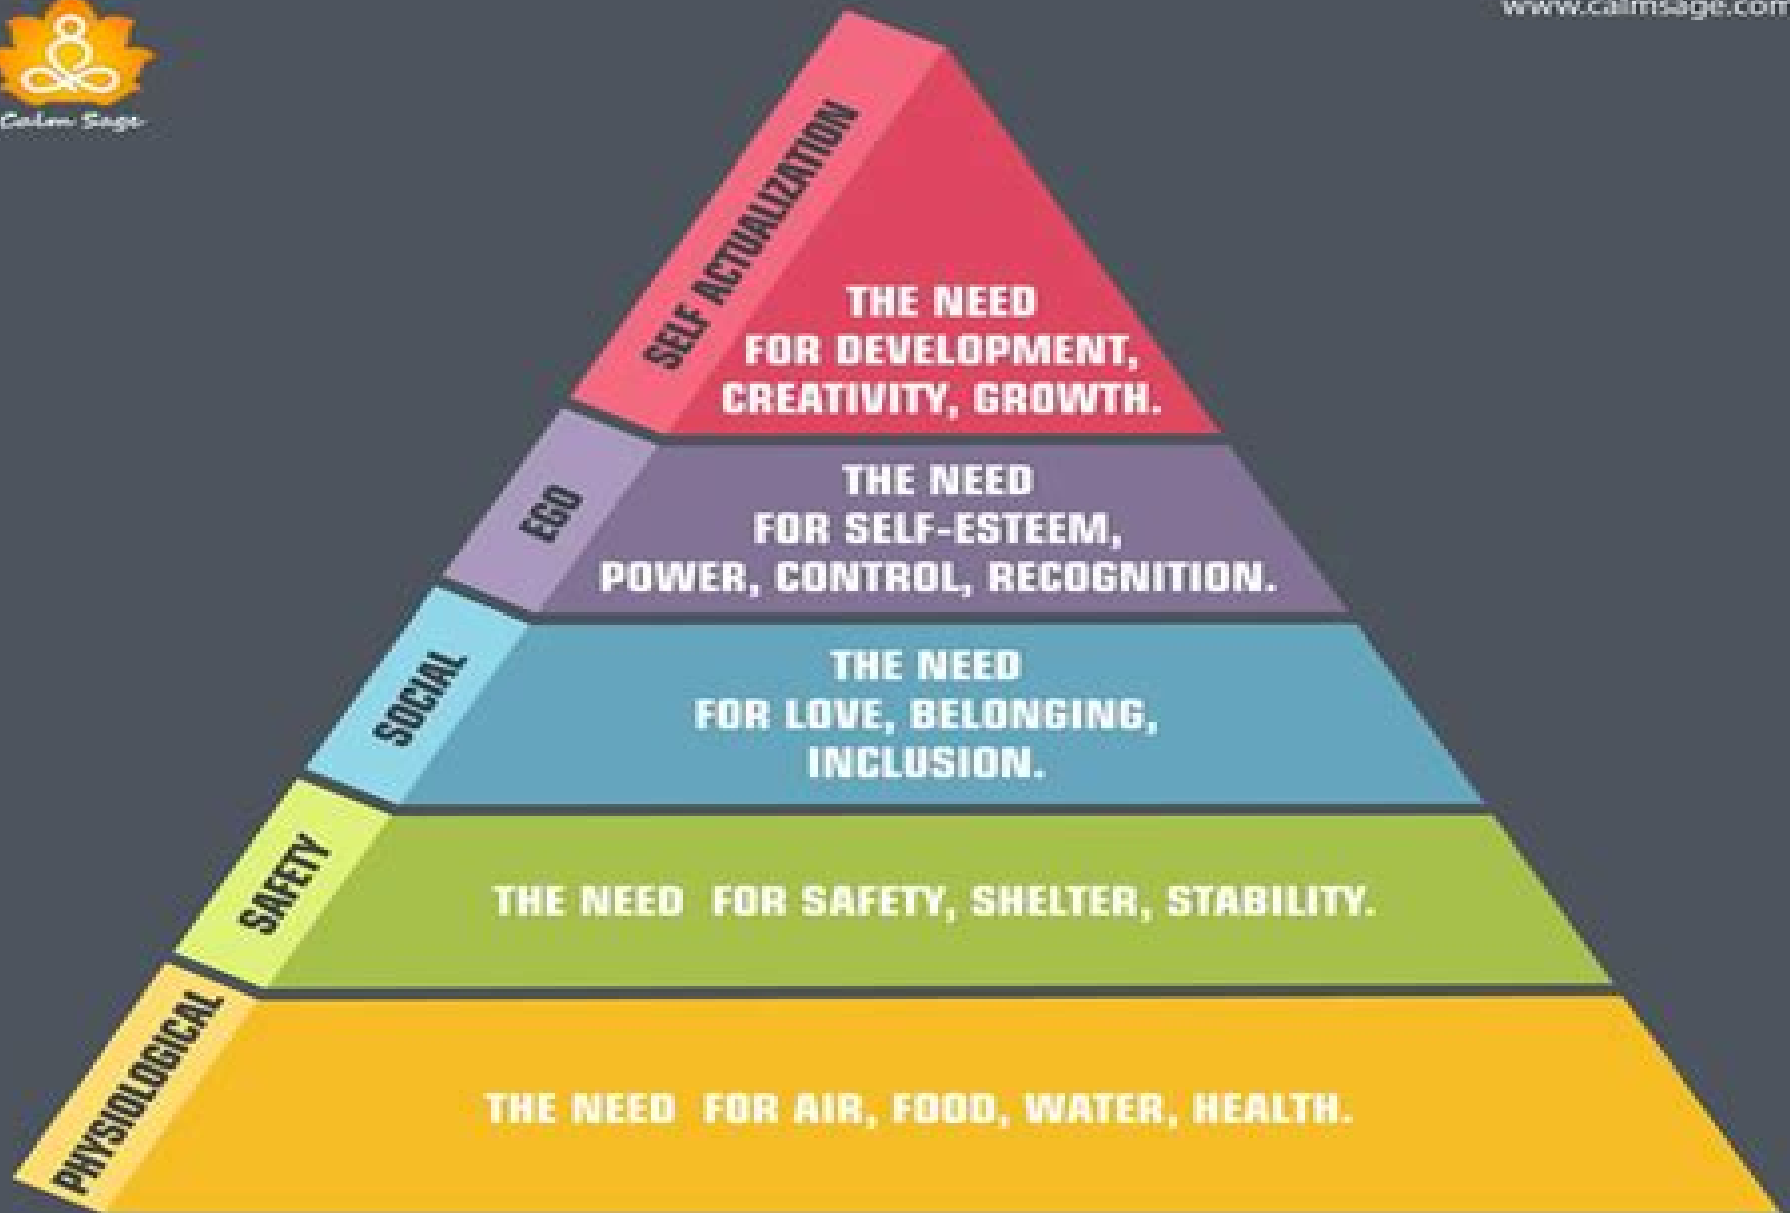 www.calmsage.com
Calm Sage
SELF ACTUALIZATION
THE NEED
FOR DEVELOPMENT,
CREATIVITY, GROWTH.
EGO
THE NEED
FOR SELF-ESTEEM,
POWER, CONTROL, RECOGNITION.
SOCIAL
THE NEED
FOR LOVE, BELONGING,
INCLUSION.
SAFETY
THE NEED FOR SAFETY, SHELTER, STABILITY.
PHYSIOLOGICAL
THE NEED FOR AIR, FOOD, WATER, HEALTH.